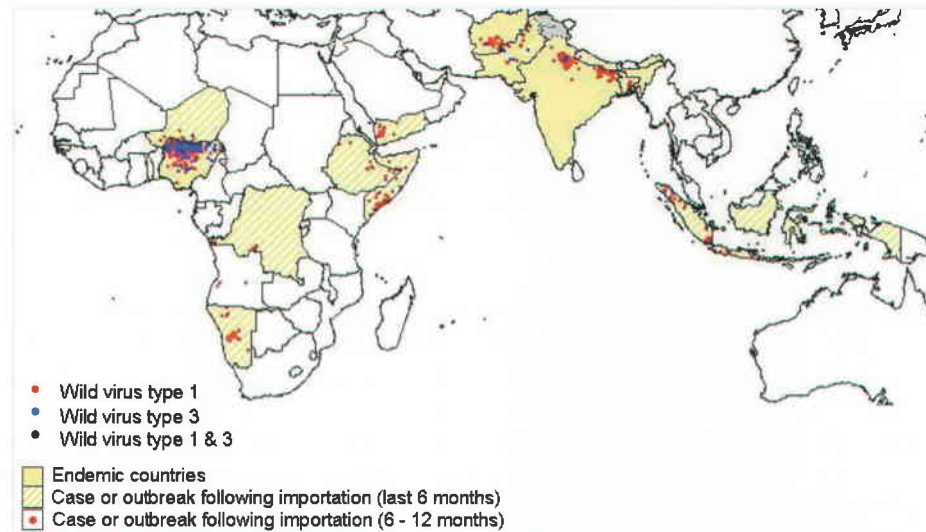 Wild virus type 1
Wild virus type 3
Wild virus type 1 & 3
Endemic countries
Case or outbreak following importation (last 6 months)
Case or outbreak following importation (6 - 12 months)